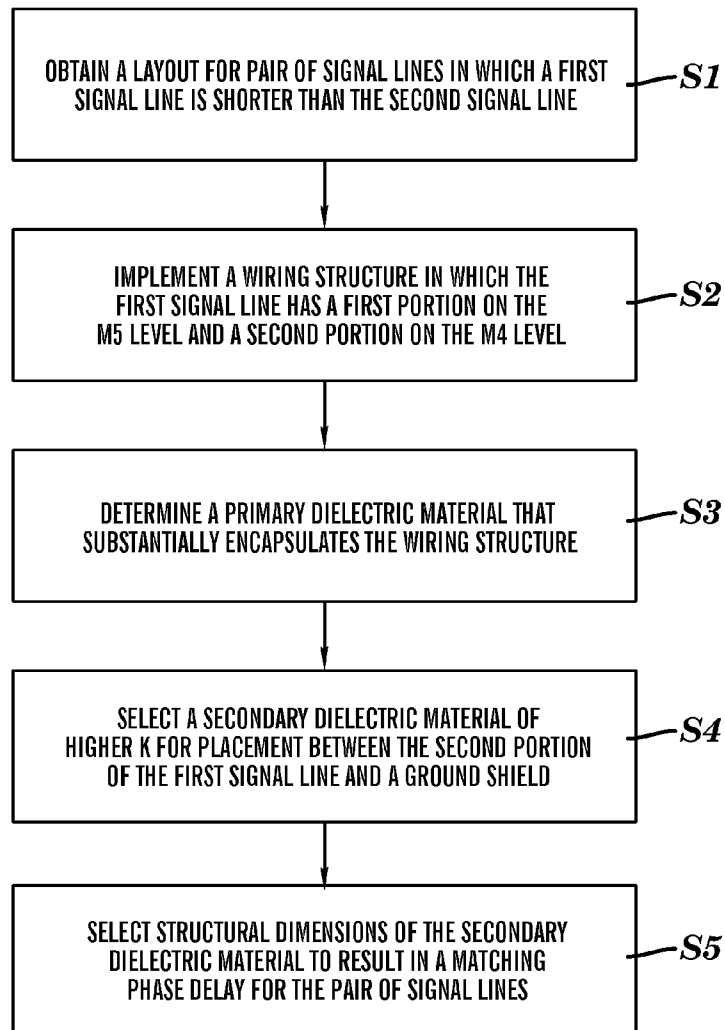 OBTAIN A LAYOUT FOR PAIR OF SIGNAL LINES IN WHICH A FIRST
SIGNAL LINE IS SHORTER THAN THE SECOND SIGNAL LINE
S1
IMPLEMENT A WIRING STRUCTURE IN WHICH THE
FIRST SIGNAL LINE HAS A FIRST PORTION ON THE
M5 LEVEL AND A SECOND PORTION ON THE M4 LEVEL
S2
DETERMINE A PRIMARY DIELECTRIC MATERIAL THAT
SUBSTANTIALLY ENCAPSULATES THE WIRING STRUCTURE
S3
SELECT A SECONDARY DIELECTRIC MATERIAL OF
HIGHER K FOR PLACEMENT BETWEEN THE SECOND PORTION
OF THE FIRST SIGNAL LINE AND A GROUND SHIELD
S4
SELECT STRUCTURAL DIMENSIONS OF THE SECONDARY
DIELECTRIC MATERIAL TO RESULT IN A MATCHING
PHASE DELAY FOR THE PAIR OF SIGNAL LINES
S5